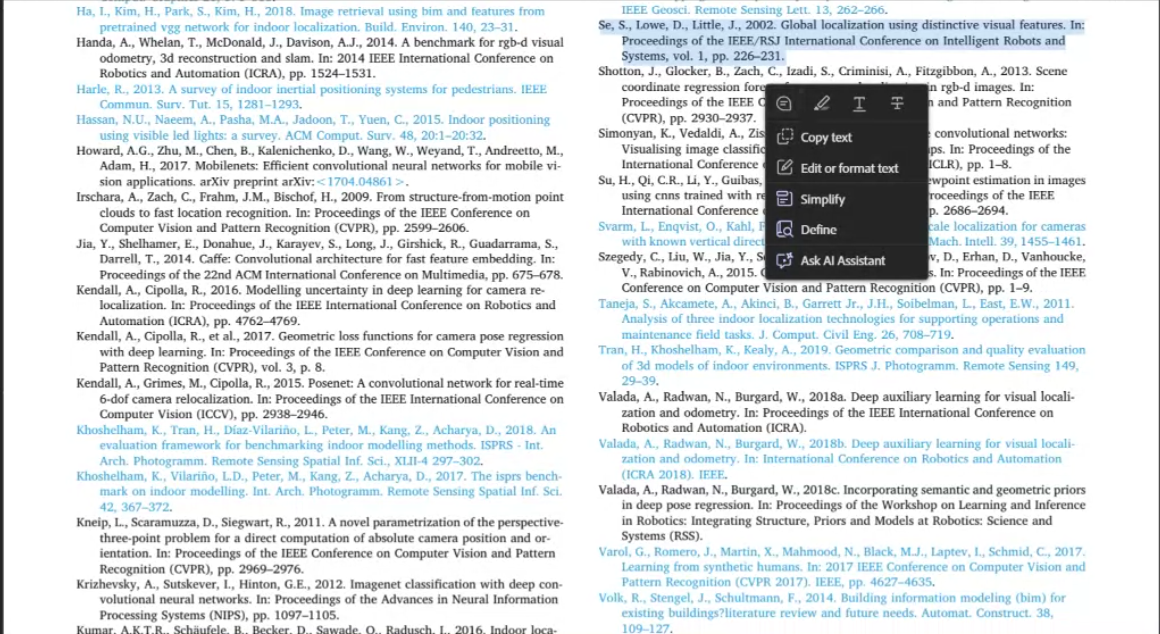 Ha, I., Kim, H., Park, S., Kim, H., 2018. Image retrieval using bim and features from
pretrained vgg network for indoor localization. Build. Environ. 140, 23–31.
Handa, A., Whelan, T., McDonald, J., Davison, A.J., 2014. A benchmark for rgb-d visual
odometry, 3d reconstruction and slam. In: 2014 IEEE International Conference on
Robotics and Automation (ICRA), pp. 1524–1531.
Harle, R., 2013. A survey of indoor inertial positioning systems for pedestrians. IEEE
Commun. Surv. Tut. 15, 1281–1293.
Hassan, N.U., Naeem, A., Pasha, M.A., Jadoon, T., Yuen, C., 2015. Indoor positioning
using visible led lights: a survey. ACM Comput. Surv. 48, 20:1–20:32.
Howard, A.G., Zhu, M., Chen, B., Kalenichenko, D., Wang, W., Weyand, T., Andreetto, M.,
Adam, H., 2017. Mobilenets: Efficient convolutional neural networks for mobile vi-
sion applications. arXiv preprint arXiv:<1704.04861>.
Irschara, A., Zach, C., Frahm, J.M., Bischof, H., 2009. From structure-from-motion point
clouds to fast location recognition. In: Proceedings of the IEEE Conference on
Computer Vision and Pattern Recognition (CVPR), pp. 2599–2606.
Jia, Y., Shelhamer, E., Donahue, J., Karayev, S., Long, J., Girshick, R., Guadarrama, S.,
Darrell, T., 2014. Caffe: Convolutional architecture for fast feature embedding. In:
Proceedings of the 22nd ACM International Conference on Multimedia, pp. 675–678.
Kendall, A., Cipolla, R., 2016. Modelling uncertainty in deep learning for camera re-
localization. In: Proceedings of the IEEE International Conference on Robotics and
Automation (ICRA), pp. 4762–4769.
Kendall, A., Cipolla, R., et al., 2017. Geometric loss functions for camera pose regression
with deep learning. In: Proceedings of the IEEE Conference on Computer Vision and
Pattern Recognition (CVPR), vol. 3, p. 8.
Kendall, A., Grimes, M., Cipolla, R., 2015. Posenet: A convolutional network for real-time
6-dof camera relocalization. In: Proceedings of the IEEE International Conference on
Computer Vision (ICCV), pp. 2938–2946.
Khoshelham, K., Tran, H., Díaz-Vilariño, L., Peter, M., Kang, Z., Acharya, D., 2018. An
evaluation framework for benchmarking indoor modelling methods. ISPRS - Int.
Arch. Photogramm. Remote Sensing Spatial Inf. Sci., XLII-4 297–302.
Khoshelham, K., Vilariño, L.D., Peter, M., Kang, Z., Acharya, D., 2017. The isprs bench-
mark on indoor modelling. Int. Arch. Photogramm. Remote Sensing Spatial Inf. Sci.
42, 367–372.
Kneip, L., Scaramuzza, D., Siegwart, R., 2011. A novel parametrization of the perspective-
three-point problem for a direct computation of absolute camera position and or-
ientation. In: Proceedings of the IEEE Conference on Computer Vision and Pattern
Recognition (CVPR), pp. 2969–2976.
Krizhevsky, A., Sutskever, I., Hinton, G.E., 2012. Imagenet classification with deep con-
volutional neural networks. In: Proceedings of the Advances in Neural Information
Processing Systems (NIPS), pp. 1097–1105.
Kumar, A.K.T.R., Schäufele, B., Becker, D., Sawade, O., Radusch, I., 2016. Indoor loca-
IEEE Geosci. Remote Sensing Lett. 13, 262–266.
Se, S., Lowe, D., Little, J., 2002. Global localization using distinctive visual features. In:
Proceedings of the IEEE/RSJ International Conference on Intelligent Robots and
Systems, vol. 1, pp. 226–231.
Shotton, J., Glocker, B., Zach, C., Izadi, S., Criminisi, A., Fitzgibbon, A., 2013. Scene
coordinate regression in rgb-d images. In:
Proceedings of the IEEE C n and Pattern Recognition
(CVPR), pp. 2930–2937.
Simonyan, K., Vedaldi, A., Zis convolutional networks:
Visualising image classific ps. In: Proceedings of the
International Conference ICLR), pp. 1–8.
Su, H., Qi, C.R., Li, Y., Guibas, ewpoint estimation in images
using cnns trained with re
International Conference p. 2686–2694.
Svarm, L., Enqvist, O., Kahl, F cale localization for cameras
with known vertical direct Mach. Intell. 39, 1455–1461.
Szegedy, C., Liu, W., Jia, Y., Se v, D., Erhan, D., Vanhoucke,
V., Rabinovich, A., 2015. s. In: Proceedings of the IEEE
Conference on Computer Vision and Pattern Recognition (CVPR), pp. 1–9.
Copy text
Edit or format text
Simplify
Define
Ask AI Assistant
Taneja, S., Akcamete, A., Akinci, B., Garrett Jr., J.H., Soibelman, L., East, E.W., 2011.
Analysis of three indoor localization technologies for supporting operations and
maintenance field tasks. J. Comput. Civil Eng. 26, 708–719.
Tran, H., Khoshelham, K., Kealy, A., 2019. Geometric comparison and quality evaluation
of 3d models of indoor environments. ISPRS J. Photogramm. Remote Sensing 149,
29–39.
Valada, A., Radwan, N., Burgard, W., 2018a. Deep auxiliary learning for visual locali-
zation and odometry. In: Proceedings of the IEEE International Conference on
Robotics and Automation (ICRA).
Valada, A., Radwan, N., Burgard, W., 2018b. Deep auxiliary learning for visual locali-
zation and odometry. In: International Conference on Robotics and Automation
(ICRA 2018). IEEE.
Valada, A., Radwan, N., Burgard, W., 2018c. Incorporating semantic and geometric priors
in deep pose regression. In: Proceedings of the Workshop on Learning and Inference
in Robotics: Integrating Structure, Priors and Models at Robotics: Science and
Systems (RSS).
Varol, G., Romero, J., Martin, X., Mahmood, N., Black, M.J., Laptev, I., Schmid, C., 2017.
Learning from synthetic humans. In: 2017 IEEE Conference on Computer Vision and
Pattern Recognition (CVPR 2017). IEEE, pp. 4627–4635.
Volk, R., Stengel, J., Schultmann, F., 2014. Building information modeling (bim) for
existing buildings?literature review and future needs. Automat. Construct. 38,
109–127.